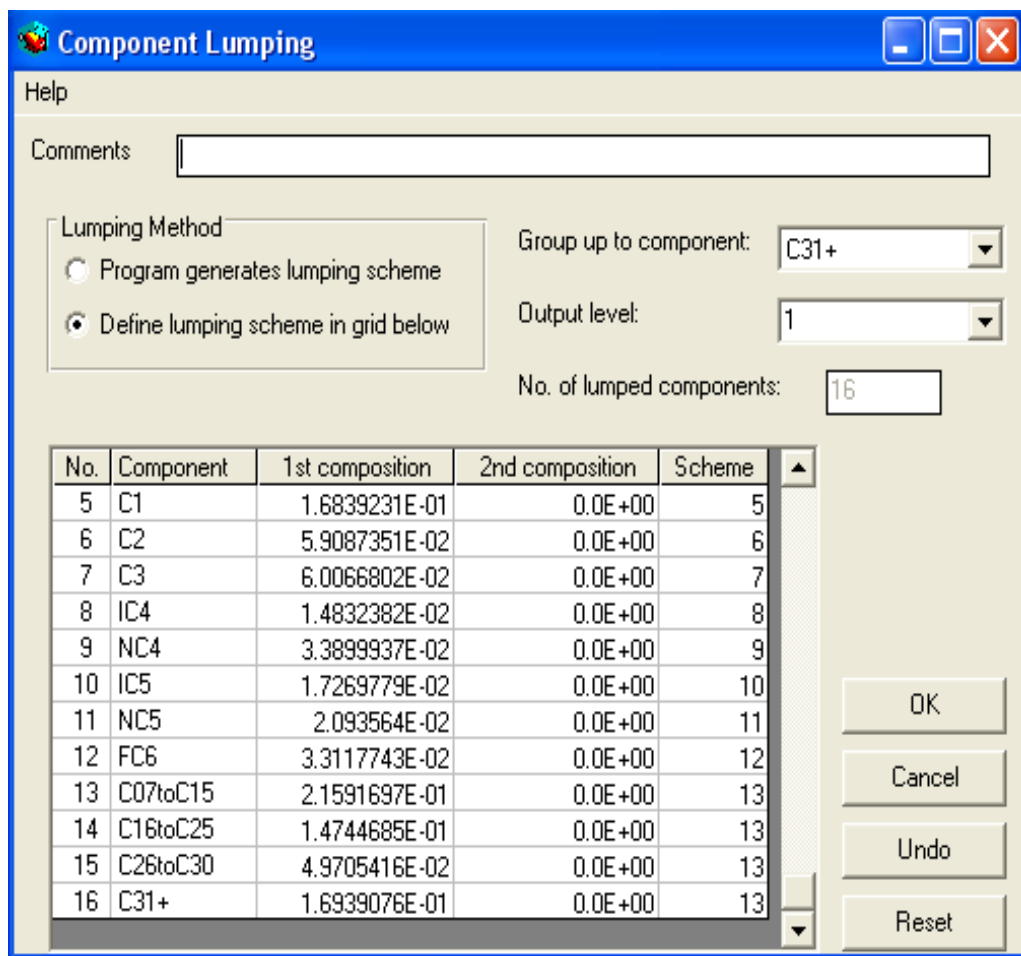 Component Lumping
Help
Comments
Lumping Method
Program generates lumping scheme
Define lumping scheme in grid below
Group up to component: C31+
Output level: 1
No. of lumped components: 16
No. Component 1st composition 2nd composition Scheme
5 C1 1.6839231E-01 0.0E+00 5
6 C2 5.9087351E-02 0.0E+00 6
7 C3 6.0066802E-02 0.0E+00 7
8 IC4 1.4832382E-02 0.0E+00 8
9 NC4 3.3899937E-02 0.0E+00 9
10 IC5 1.7269779E-02 0.0E+00 10
11 NC5 2.093564E-02 0.0E+00 11
12 FC6 3.3117743E-02 0.0E+00 12
13 C07toC15 2.1591697E-01 0.0E+00 13
14 C16toC25 1.4744685E-01 0.0E+00 13
15 C26toC30 4.9705416E-02 0.0E+00 13
16 C31+ 1.6939076E-01 0.0E+00 13
OK
Cancel
Undo
Reset